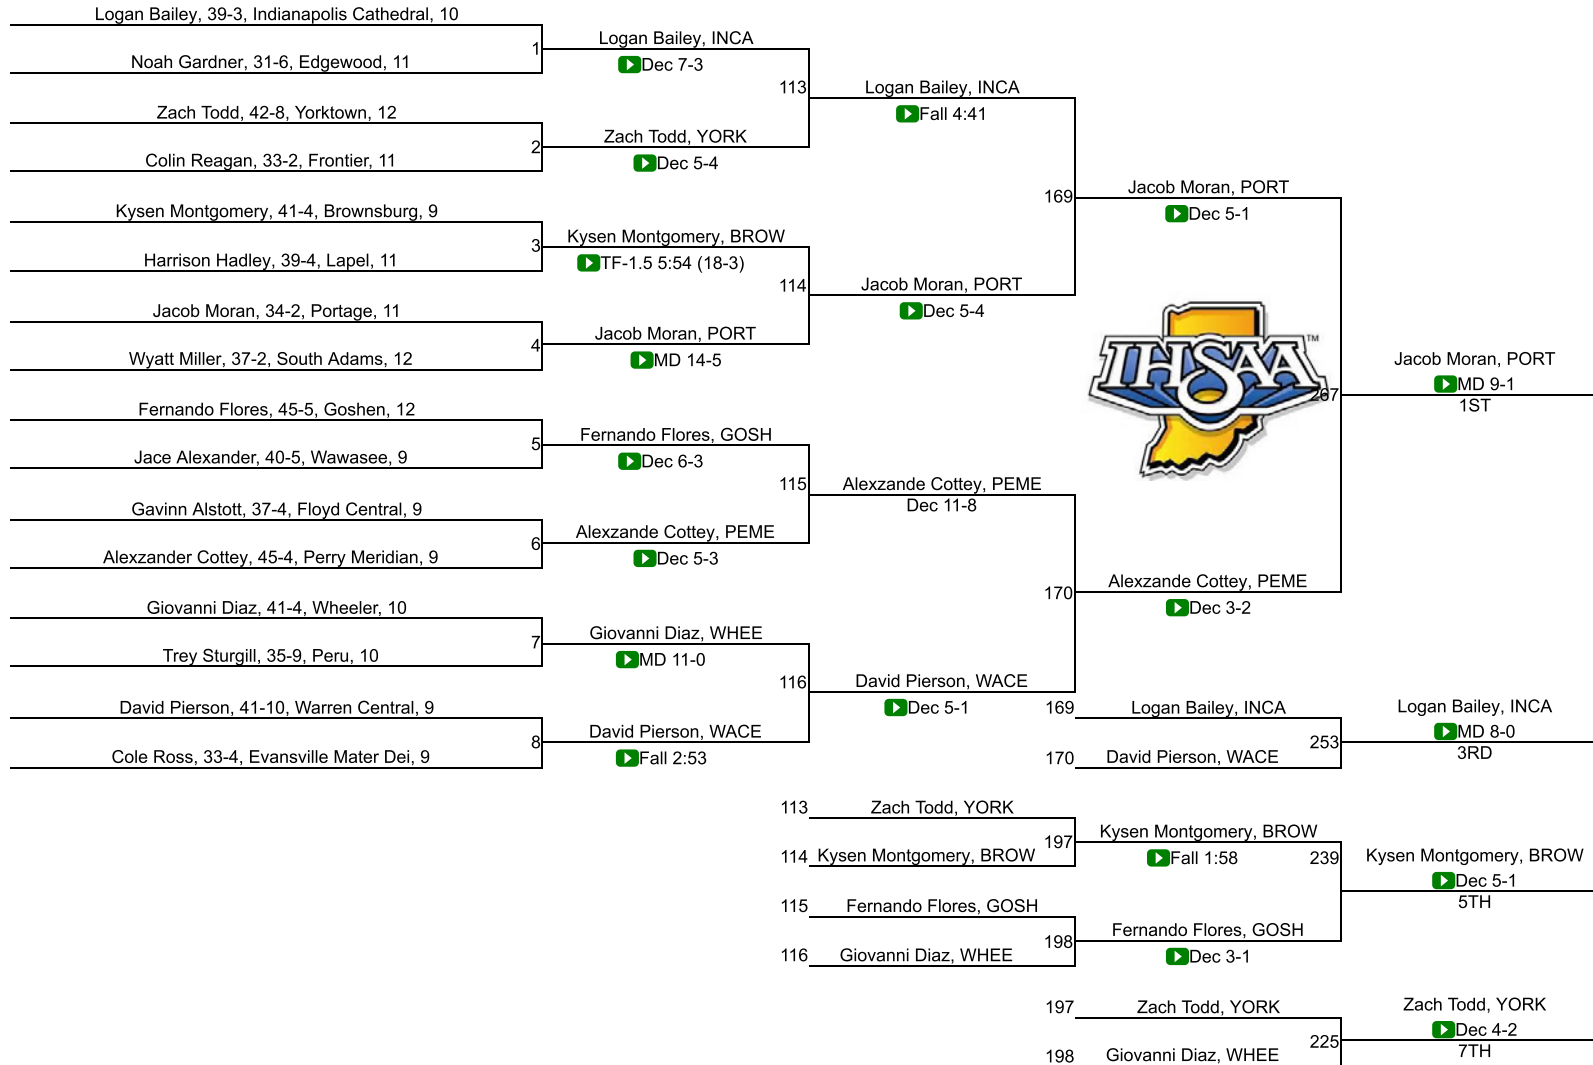 Logan Bailey, 39-3, Indianapolis Cathedral, 10
1
Noah Gardner, 31-6, Edgewood, 11
Logan Bailey, INCA
Dec 7-3
113
Zach Todd, 42-8, Yorktown, 12
2
Colin Reagan, 33-2, Frontier, 11
Zach Todd, YORK
Dec 5-4
Logan Bailey, INCA
Fall 4:41
169
Kysen Montgomery, 41-4, Brownsburg, 9
3
Harrison Hadley, 39-4, Lapel, 11
Kysen Montgomery, BROW
TF-1.5 5:54 (18-3)
114
Jacob Moran, 34-2, Portage, 11
4
Wyatt Miller, 37-2, South Adams, 12
Jacob Moran, PORT
MD 14-5
Jacob Moran, PORT
Dec 5-4
Jacob Moran, PORT
Dec 5-1
IHSAA
TM
267
Jacob Moran, PORT
MD 9-1
1ST
Fernando Flores, 45-5, Goshen, 12
5
Jace Alexander, 40-5, Wawasee, 9
Fernando Flores, GOSH
Dec 6-3
115
Gavinn Alstott, 37-4, Floyd Central, 9
6
Alexzander Cottey, 45-4, Perry Meridian, 9
Alexzande Cottey, PEME
Dec 5-3
Alexzande Cottey, PEME
Dec 11-8
170
Alexzande Cottey, PEME
Dec 3-2
Giovanni Diaz, 41-4, Wheeler, 10
7
Trey Sturgill, 35-9, Peru, 10
Giovanni Diaz, WHEE
MD 11-0
116
David Pierson, 41-10, Warren Central, 9
8
Cole Ross, 33-4, Evansville Mater Dei, 9
David Pierson, WACE
Fall 2:53
David Pierson, WACE
Dec 5-1
169
Logan Bailey, INCA
253
170
David Pierson, WACE
Logan Bailey, INCA
MD 8-0
3RD
113
Zach Todd, YORK
197
114
Kysen Montgomery, BROW
Kysen Montgomery, BROW
Fall 1:58
239
115
Fernando Flores, GOSH
198
116
Giovanni Diaz, WHEE
Fernando Flores, GOSH
Dec 3-1
Kysen Montgomery, BROW
Dec 5-1
5TH
197
Zach Todd, YORK
225
198
Giovanni Diaz, WHEE
Zach Todd, YORK
Dec 4-2
7TH